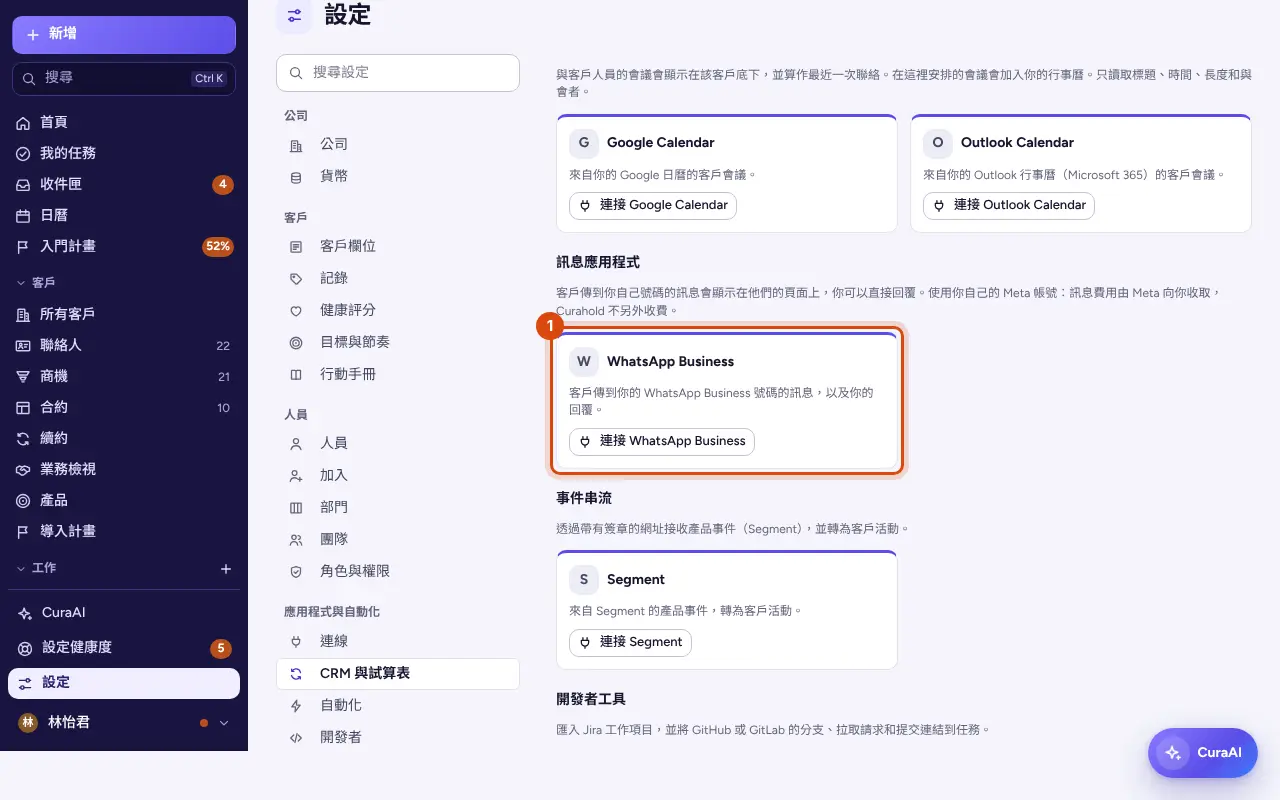 新增
搜尋 Ctrl K
首頁
我的任務
收件匣 4
日曆
入門計畫 52%
客戶
所有客戶
聯絡人 22
商機 21
合約 10
續約
業務檢視
產品
導入計畫
工作
CuraAI
設定健康度 5
設定
林 林怡君
設定
搜尋設定
公司
公司
貨幣
客戶
客戶欄位
記錄
健康評分
目標與節奏
行動手冊
人員
人員
加入
部門
團隊
角色與權限
應用程式與自動化
連線
CRM 與試算表
自動化
開發者
與客戶人員的會議會顯示在該客戶底下，並算作最近一次聯絡。在這裡安排的會議會加入你的行事曆。只讀取標題、時間、長度和與
會者。
G Google Calendar
來自你的 Google 日曆的客戶會議。
連接 Google Calendar
O Outlook Calendar
來自你的 Outlook 行事曆（Microsoft 365）的客戶會議。
連接 Outlook Calendar
訊息應用程式
客戶傳到你自己號碼的訊息會顯示在他們的頁面上，你可以直接回覆。使用你自己的 Meta 帳號：訊息費用由 Meta 向你收取，
Curahold 不另外收費。
1
W WhatsApp Business
客戶傳到你的 WhatsApp Business 號碼的訊息，以及你的
回覆。
連接 WhatsApp Business
事件串流
透過帶有簽章的網址接收產品事件（Segment），並轉為客戶活動。
S Segment
來自 Segment 的產品事件，轉為客戶活動。
連接 Segment
開發者工具
匯入 Jira 工作項目，並將 GitHub 或 GitLab 的分支、拉取請求和提交連結到任務。
CuraAI